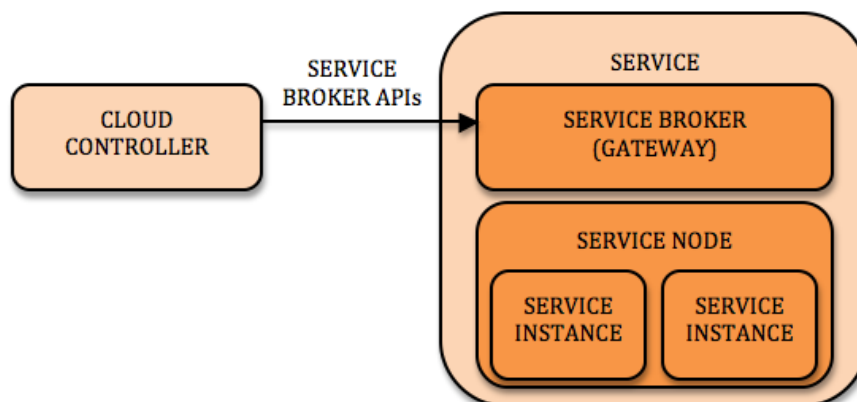 CLOUD
CONTROLLER
SERVICE
BROKER APIs
SERVICE
SERVICE BROKER
(GATEWAY)
SERVICE NODE
SERVICE
INSTANCE
SERVICE
INSTANCE